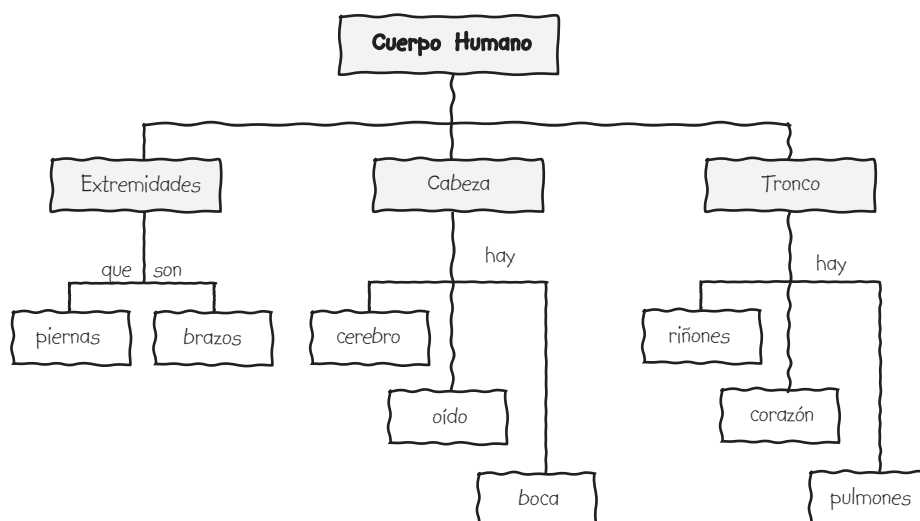 Cuerpo Humano
Extremidades
Cabeza
Tronco
que son
hay
hay
piernas
brazos
cerebro
riñones
oído
corazón
boca
pulmones